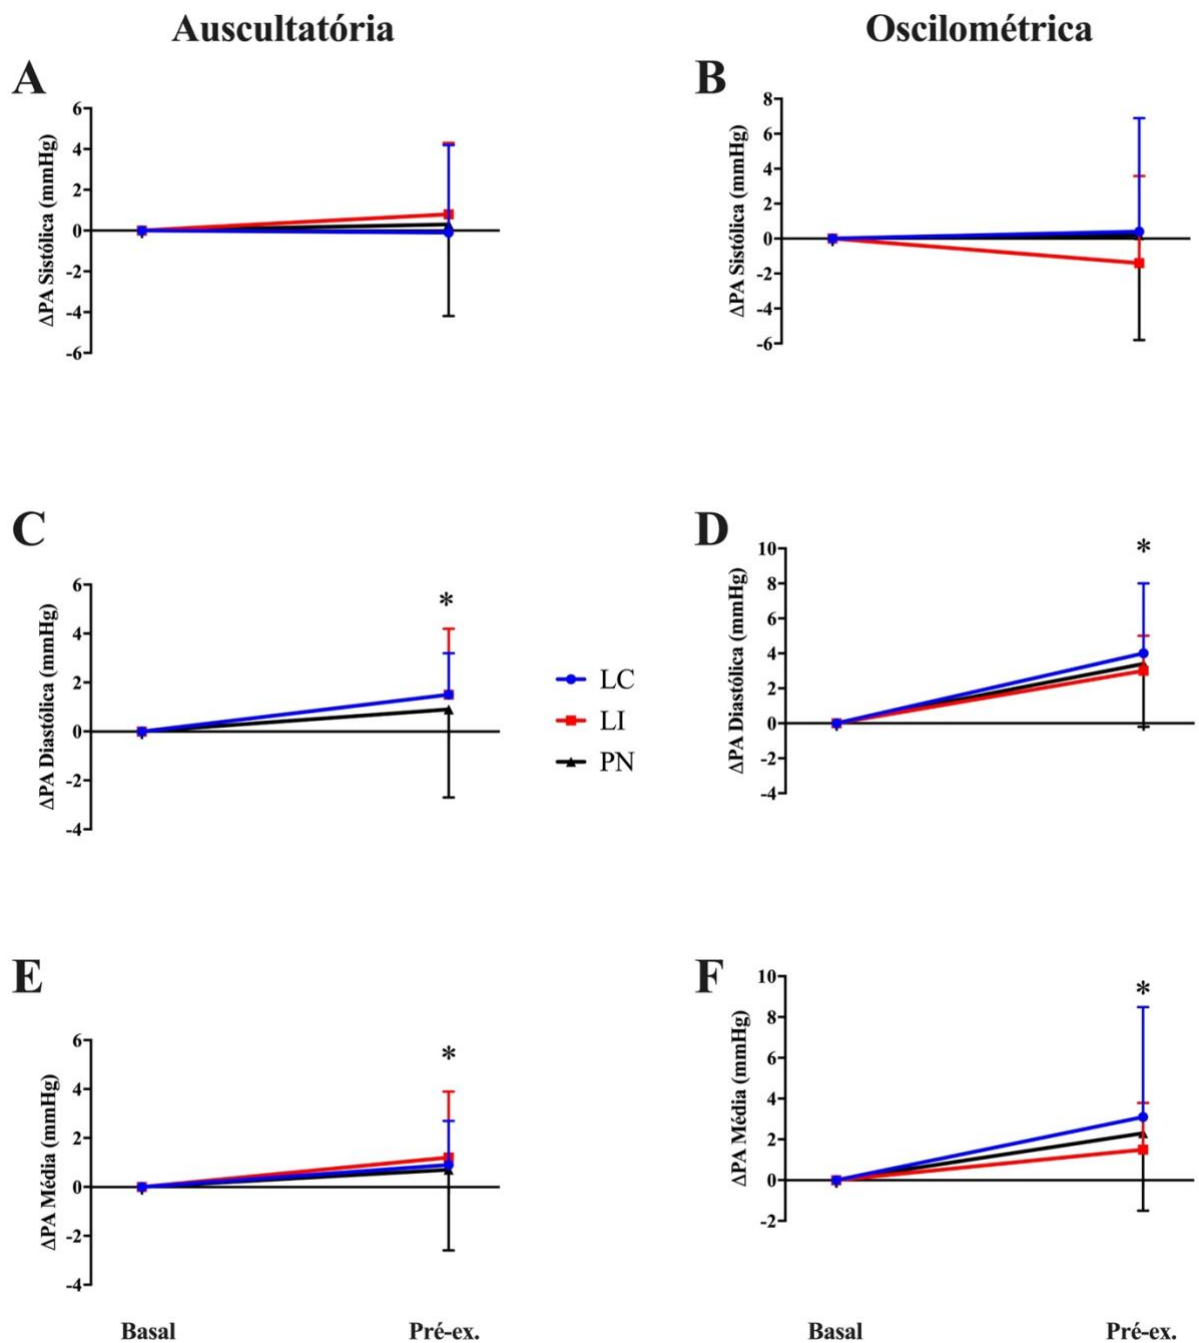 Auscultatória
Oscilométrica
A
6
4
2
0
-2
-4
-6
ΔPA Sistólica (mmHg)
B
8
6
4
2
0
-2
-4
-6
ΔPA Sistólica (mmHg)
C
6
4
2
0
-2
-4
ΔPA Diastólica (mmHg)
*
LC
LI
PN
D
10
8
6
4
2
0
-2
-4
ΔPA Diastólica (mmHg)
*
E
6
4
2
0
-2
-4
ΔPA Média (mmHg)
*
Basal
Pré-ex.
F
10
8
6
4
2
0
-2
ΔPA Média (mmHg)
*
Basal
Pré-ex.